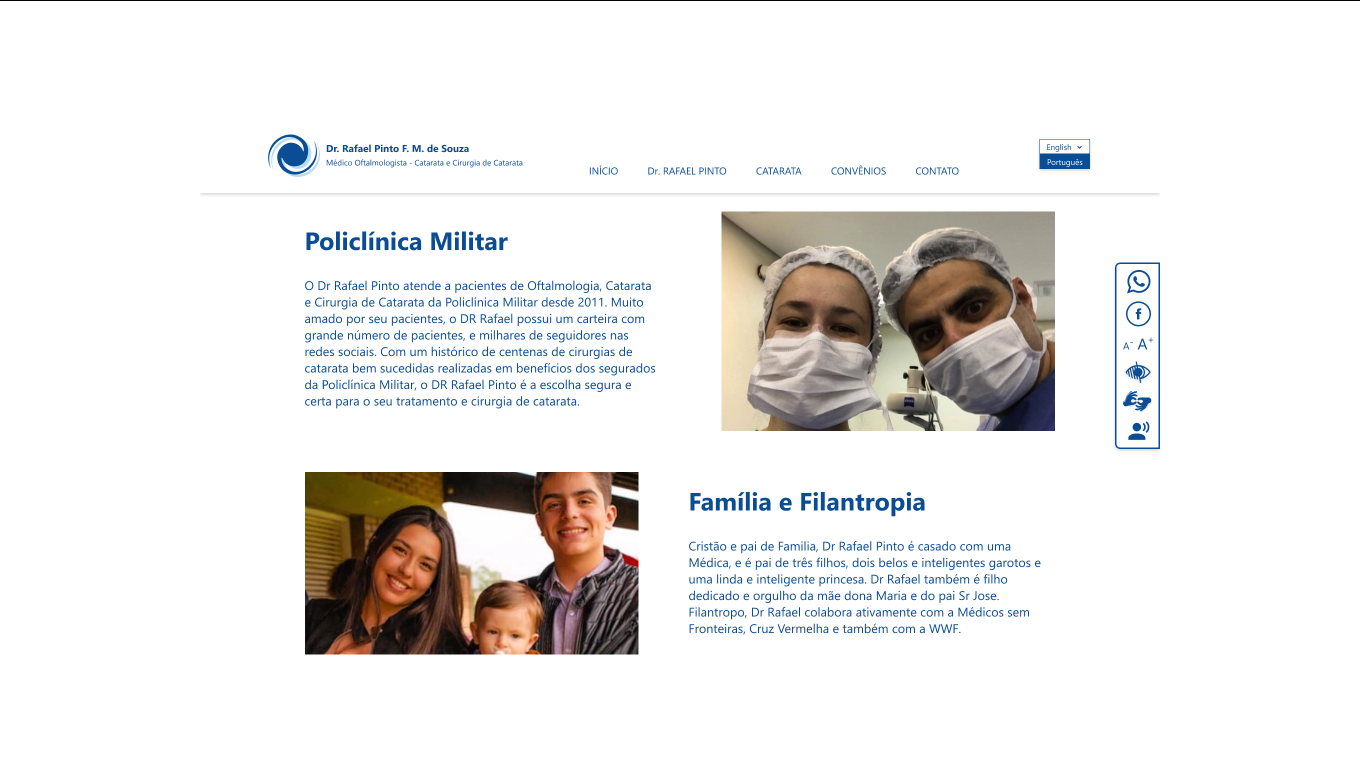 Dr. Rafael Pinto F. M. de Souza
Médico Oftalmologista - Catarata e Cirurgia de Catarata
INÍCIO
Dr. RAFAEL PINTO
CATARATA
CONVÊNIOS
CONTATO
English
Português
Policlínica Militar
O Dr Rafael Pinto atende a pacientes de Oftalmologia, Catarata
e Cirurgia de Catarata da Policlínica Militar desde 2011. Muito
amado por seu pacientes, o DR Rafael possui um carteira com
grande número de pacientes, e milhares de seguidores nas
redes sociais. Com um histórico de centenas de cirurgias de
catarata bem sucedidas realizadas em benefícios dos segurados
da Policlínica Militar, o DR Rafael Pinto é a escolha segura e
certa para o seu tratamento e cirurgia de catarata.
A- A+
Família e Filantropia
Cristão e pai de Familia, Dr Rafael Pinto é casado com uma
Médica, e é pai de três filhos, dois belos e inteligentes garotos e
uma linda e inteligente princesa. Dr Rafael também é filho
dedicado e orgulho da mãe dona Maria e do pai Sr Jose.
Filantropo, Dr Rafael colabora ativamente com a Médicos sem
Fronteiras, Cruz Vermelha e também com a WWF.